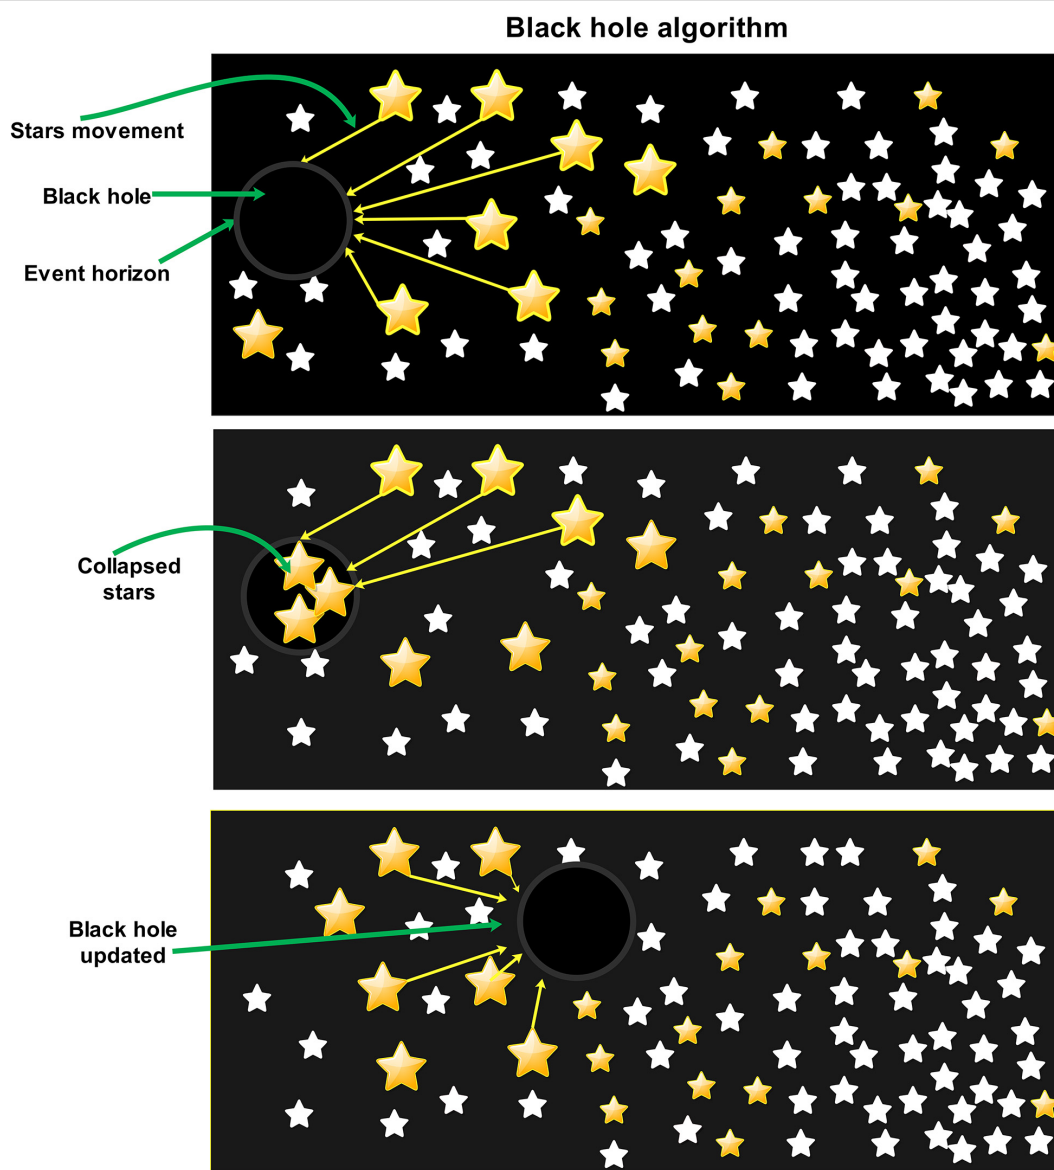 Black hole algorithm
Stars movement
Black hole
Event horizon
Collapsed
stars
Black hole
updated